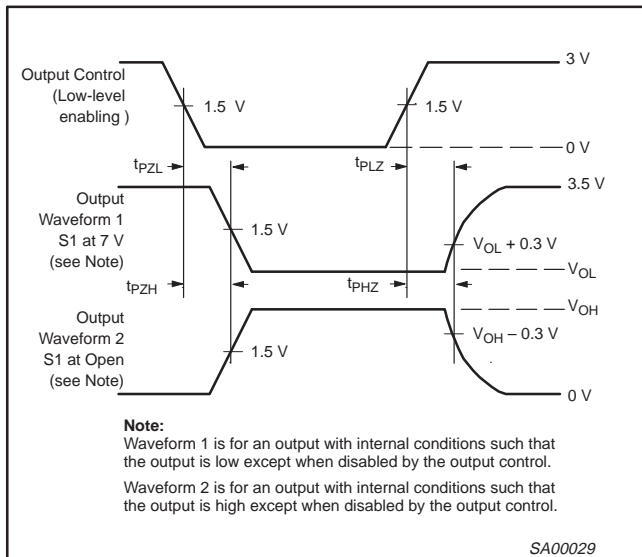 Output Control
(Low-level
enabling )
1.5 V
1.5 V
3 V
0 V
tPZL
tPLZ
Output
Waveform 1
S1 at 7 V
(see Note)
1.5 V
3.5 V
VOL + 0.3 V
VOL
tPZH
tPHZ
VOH
Output
Waveform 2
S1 at Open
(see Note)
1.5 V
VOH – 0.3 V
0 V
Note:
Waveform 1 is for an output with internal conditions such that
the output is low except when disabled by the output control.
Waveform 2 is for an output with internal conditions such that
the output is high except when disabled by the output control.
SA00029